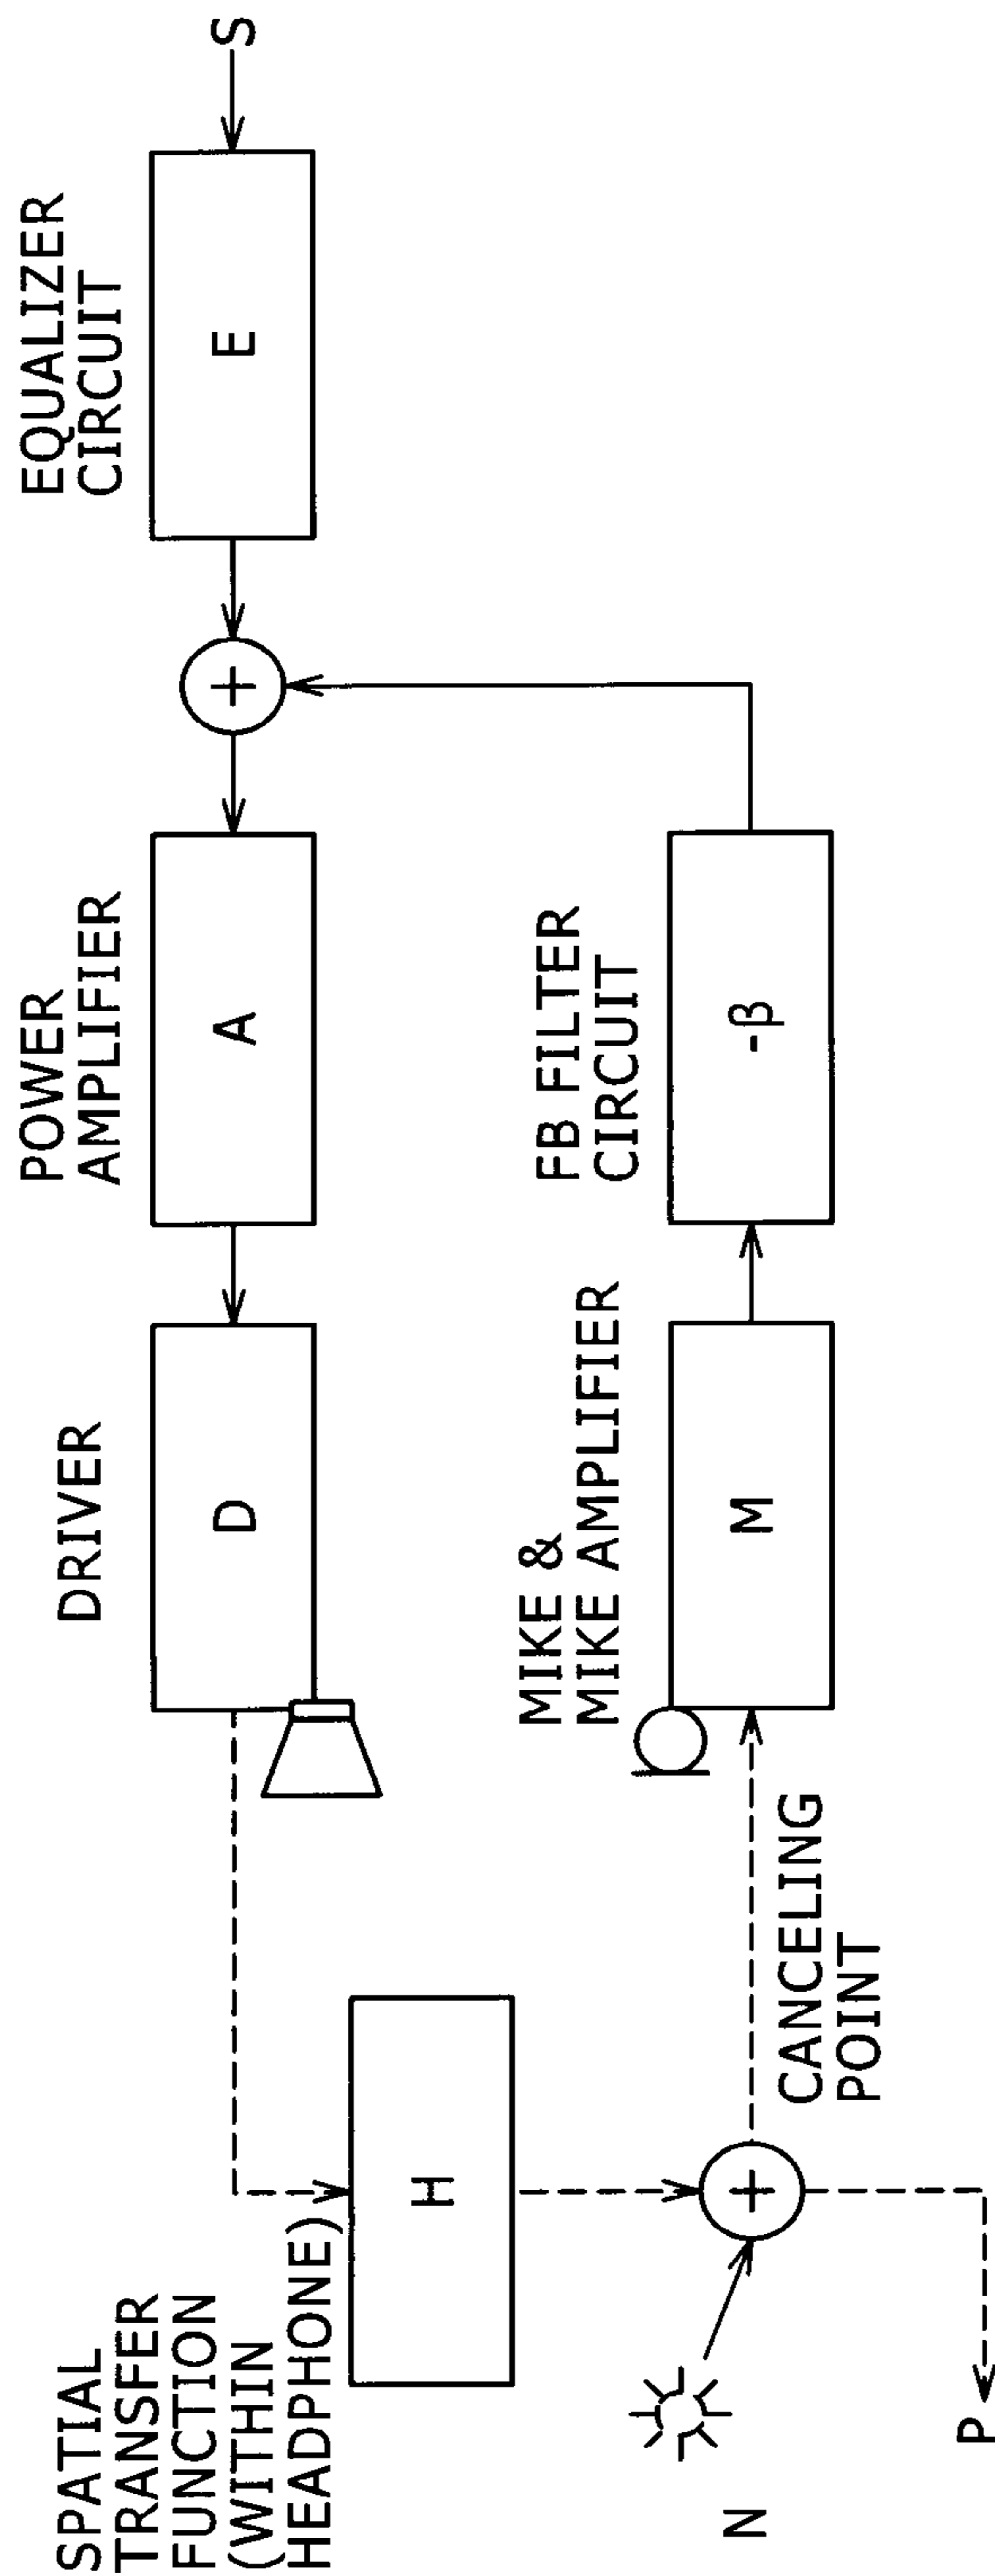 SPATIAL
TRANSFER
FUNCTION
(WITHIN
HEADPHONE)
H
DRIVER
D
POWER
AMPLIFIER
A
+
EQUALIZER
CIRCUIT
E
S
N
+
P
CANCELING
POINT
MIKE &
MIKE AMPLIFIER
M
FB FILTER
CIRCUIT
-β